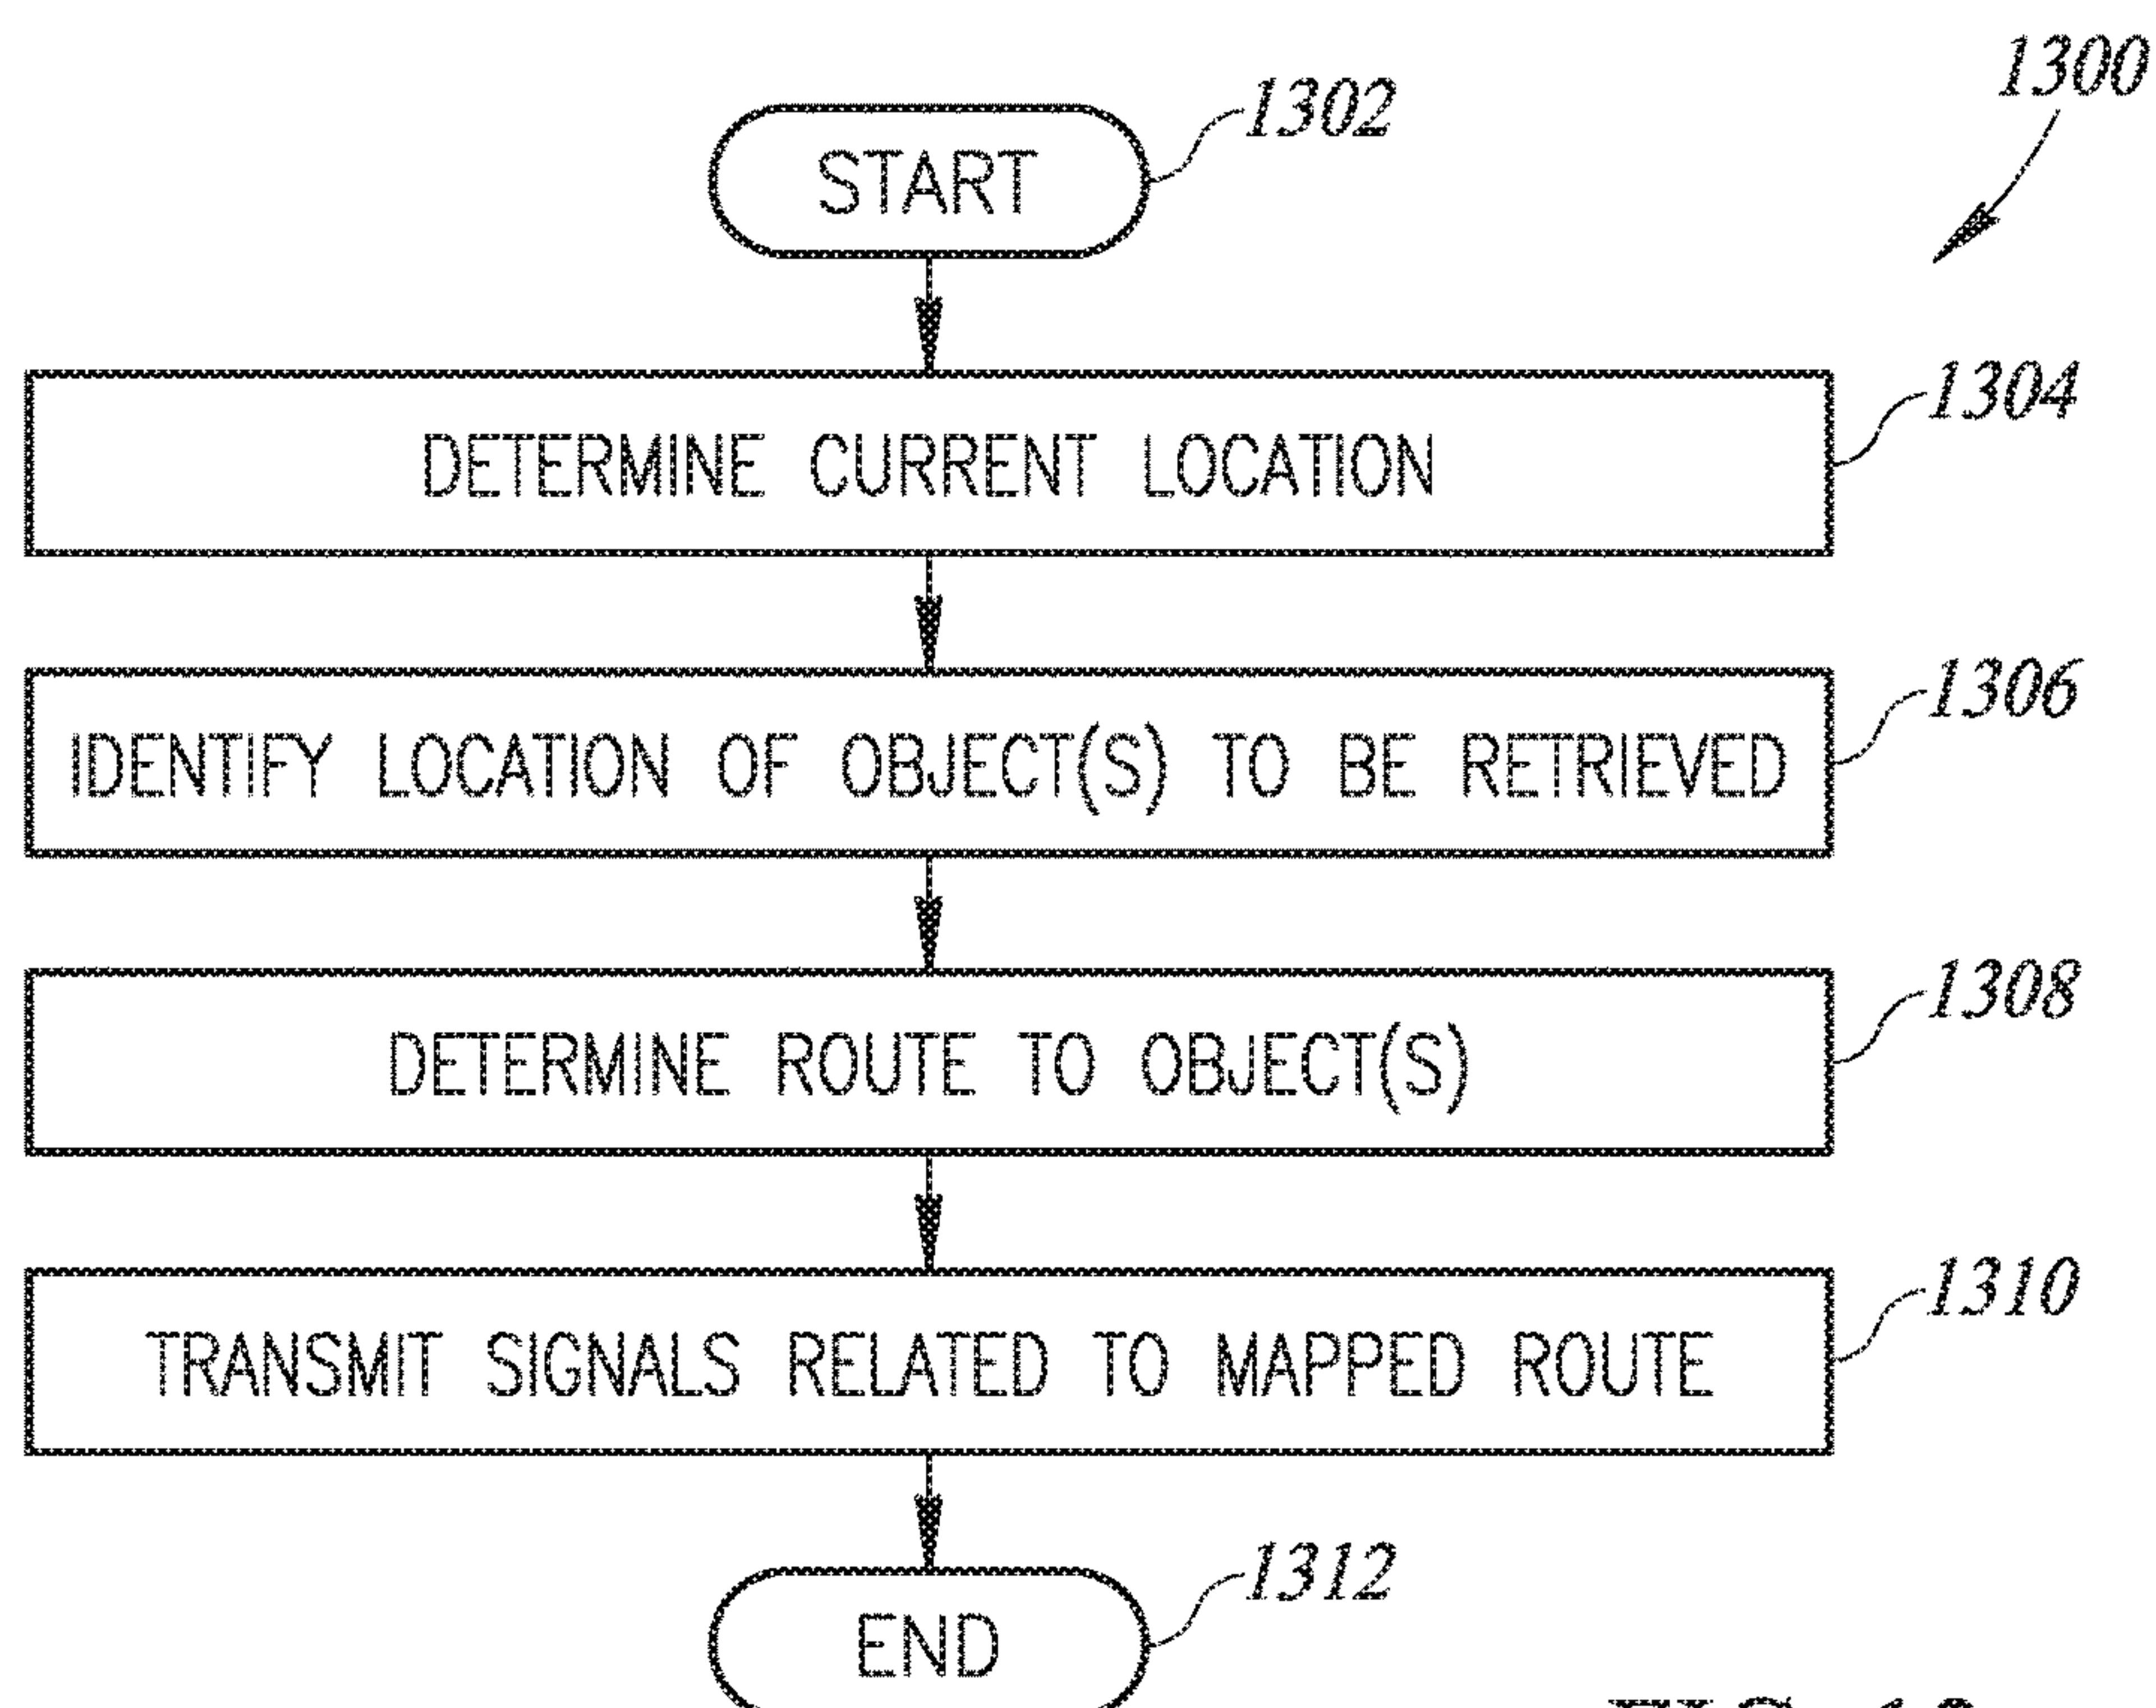 1300
START
1302
DETERMINE CURRENT LOCATION
1304
IDENTIFY LOCATION OF OBJECT(S) TO BE RETRIEVED
1306
DETERMINE ROUTE TO OBJECT(S)
1308
TRANSMIT SIGNALS RELATED TO MAPPED ROUTE
1310
END
1312